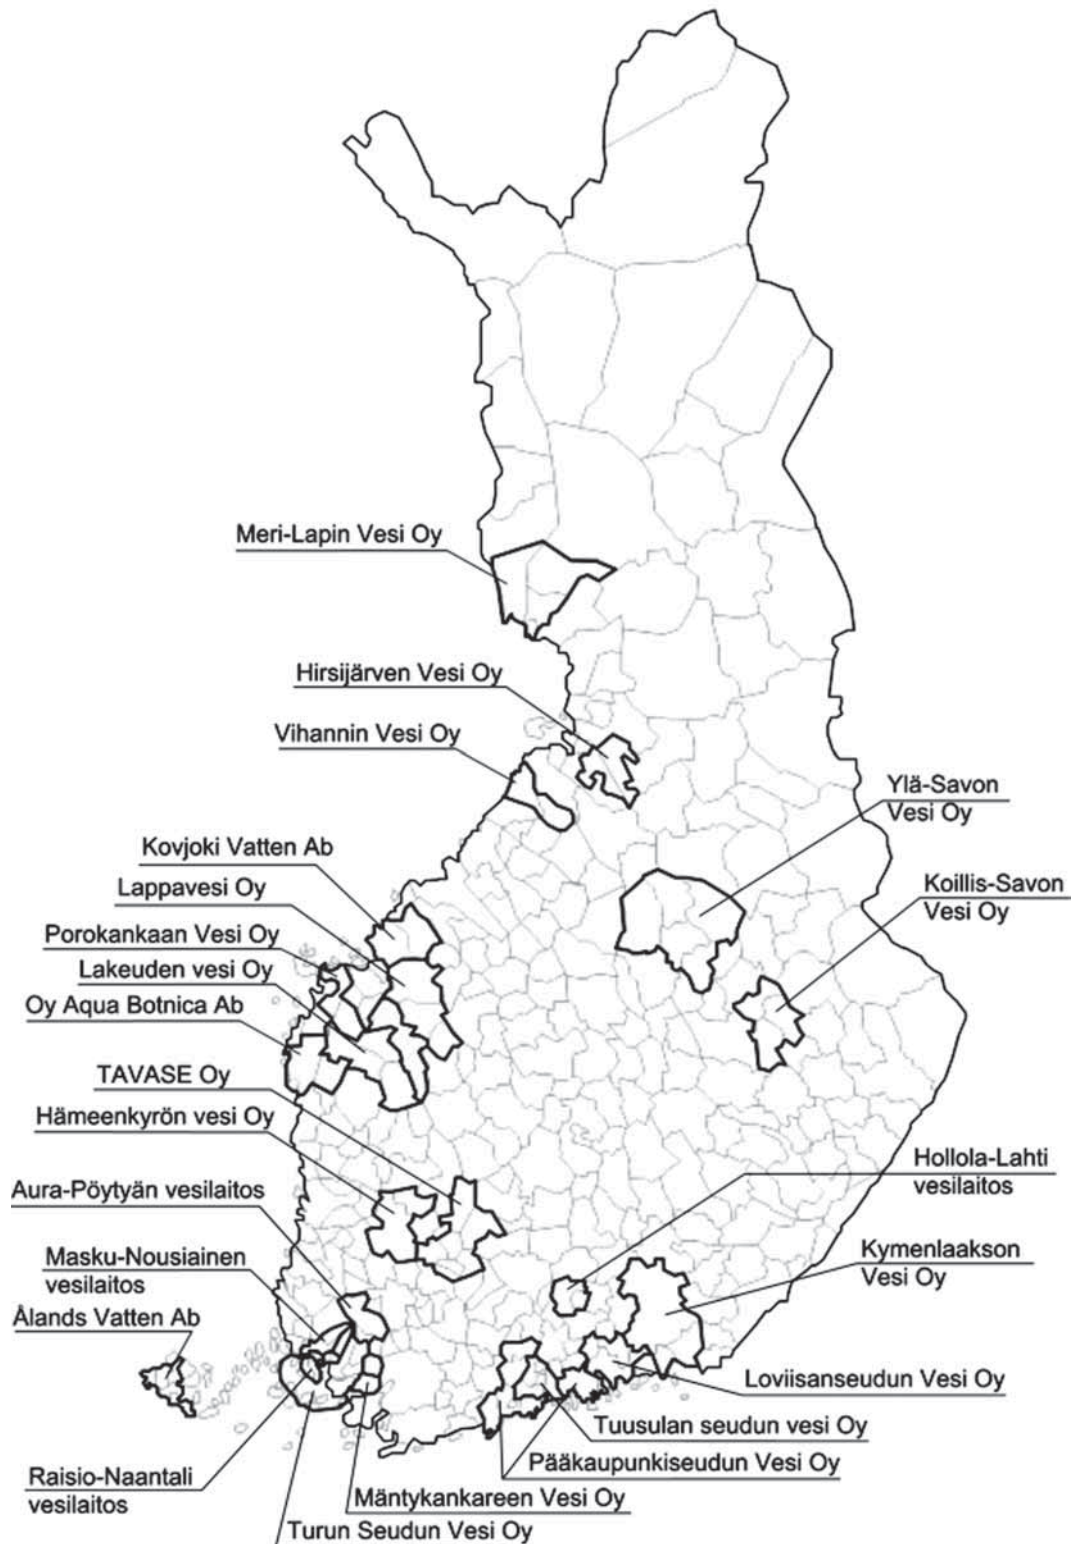 Meri-Lapin Vesi Oy
Hirsijärven Vesi Oy
Vihannin Vesi Oy
Ylä-Savon
Vesi Oy
Kovjoki Vatten Ab
Lappavesi Oy
Koillis-Savon
Vesi Oy
Porokankaan Vesi Oy
Lakeuden vesi Oy
Oy Aqua Botnica Ab
TAVASE Oy
Hämeenkyrön vesi Oy
Hollola-Lahti
vesilaitos
Aura-Pöytyän vesilaitos
Masku-Nousiainen
vesilaitos
Kymenlaakson
Vesi Oy
Ålands Vatten Ab
Loviisanseudun Vesi Oy
Tuusulan seudun vesi Oy
Pääkaupunkiseudun Vesi Oy
Raisio-Naantali
vesilaitos
Mäntykankareen Vesi Oy
Turun Seudun Vesi Oy